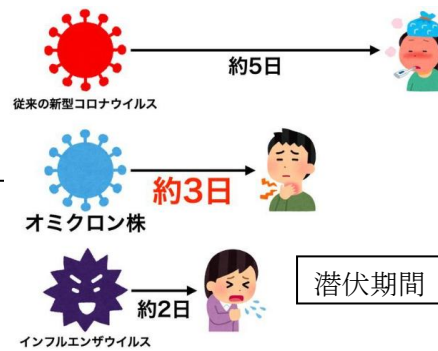 約5日
従来の新型コロナウイルス
約3日
オミクロン株
約2日
潜伏期間
インフルエンザウイルス